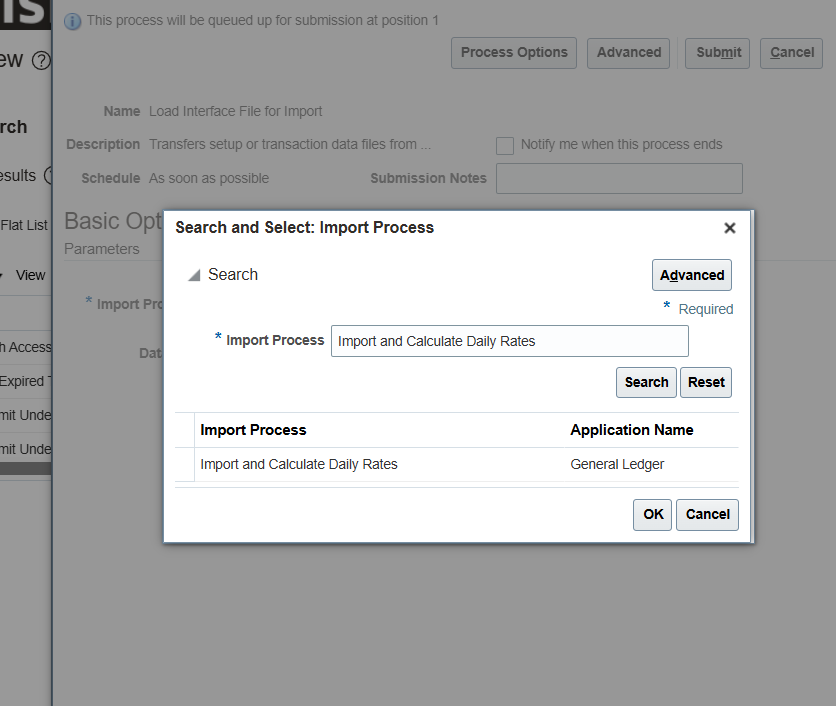 This process will be queued up for submission at position 1
Process Options Advanced Submit Cancel
ew
Name Load Interface File for Import
rch
Description Transfers setup or transaction data files from ... Notify me when this process ends
esults
Schedule As soon as possible Submission Notes
Flat List
Basic Opt
Search and Select: Import Process
Parameters
View
Search
Advanced
* Required
* Import Pro
* Import Process Import and Calculate Daily Rates
h Access
Dat
Expired
Search Reset
mit Unde
Import Process Application Name
mit Unde
Import and Calculate Daily Rates General Ledger
OK Cancel